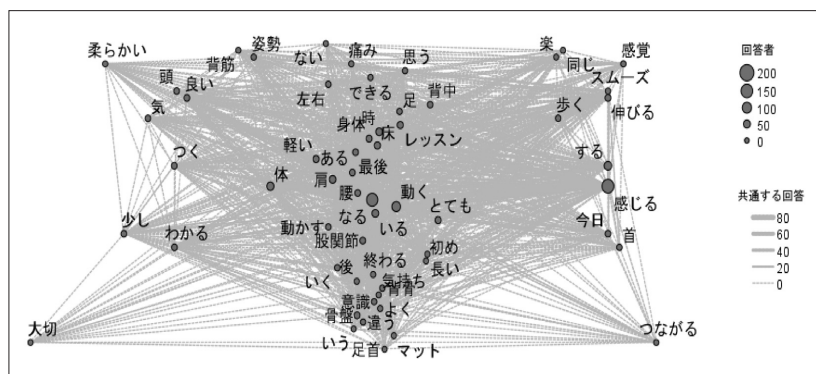 柔らかい
背筋
姿勢
ない
痛み
思う
楽
同じ
感覚
スムーズ
頭
良い
できる
背中
気
左右
足
歩く
伸びる
時
身体
床
レッスン
軽い
ある
最後
つく
する
体
肩
腰
動く
感じる
なる
とても
いる
少し
わかる
動かす
股関節
今日
首
初め
長い
終わる
後
いく
気持ち
意識
よく
骨盤
違う
いう
足首
マット
大切
つながる
回答者
200
150
100
50
0
共通する回答
80
60
40
20
0